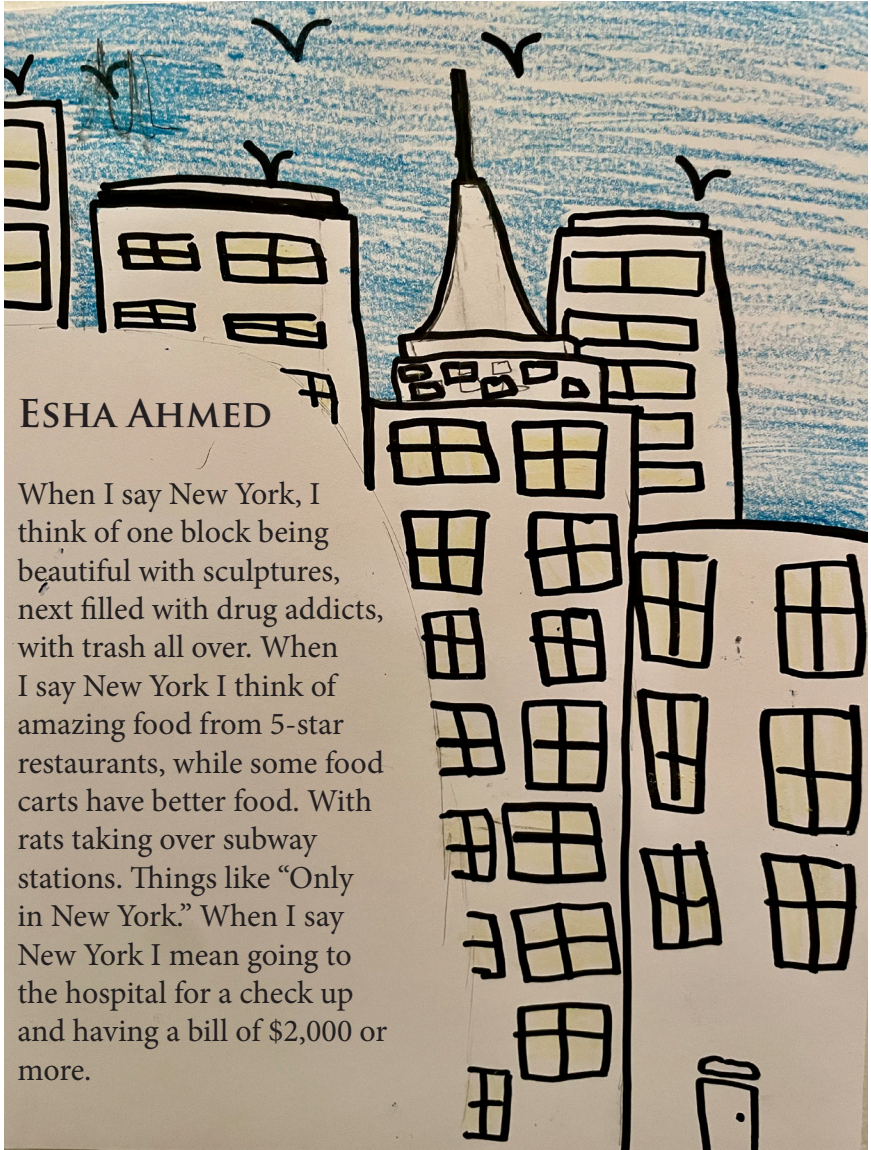 ESHA AHMED
When I say New York, I
think of one block being
beautiful with sculptures,
next filled with drug addicts,
with trash all over. When
I say New York I think of
amazing food from 5-star
restaurants, while some food
carts have better food. With
rats taking over subway
stations. Things like “Only
in New York.” When I say
New York I mean going to
the hospital for a check up
and having a bill of $2,000 or
more.